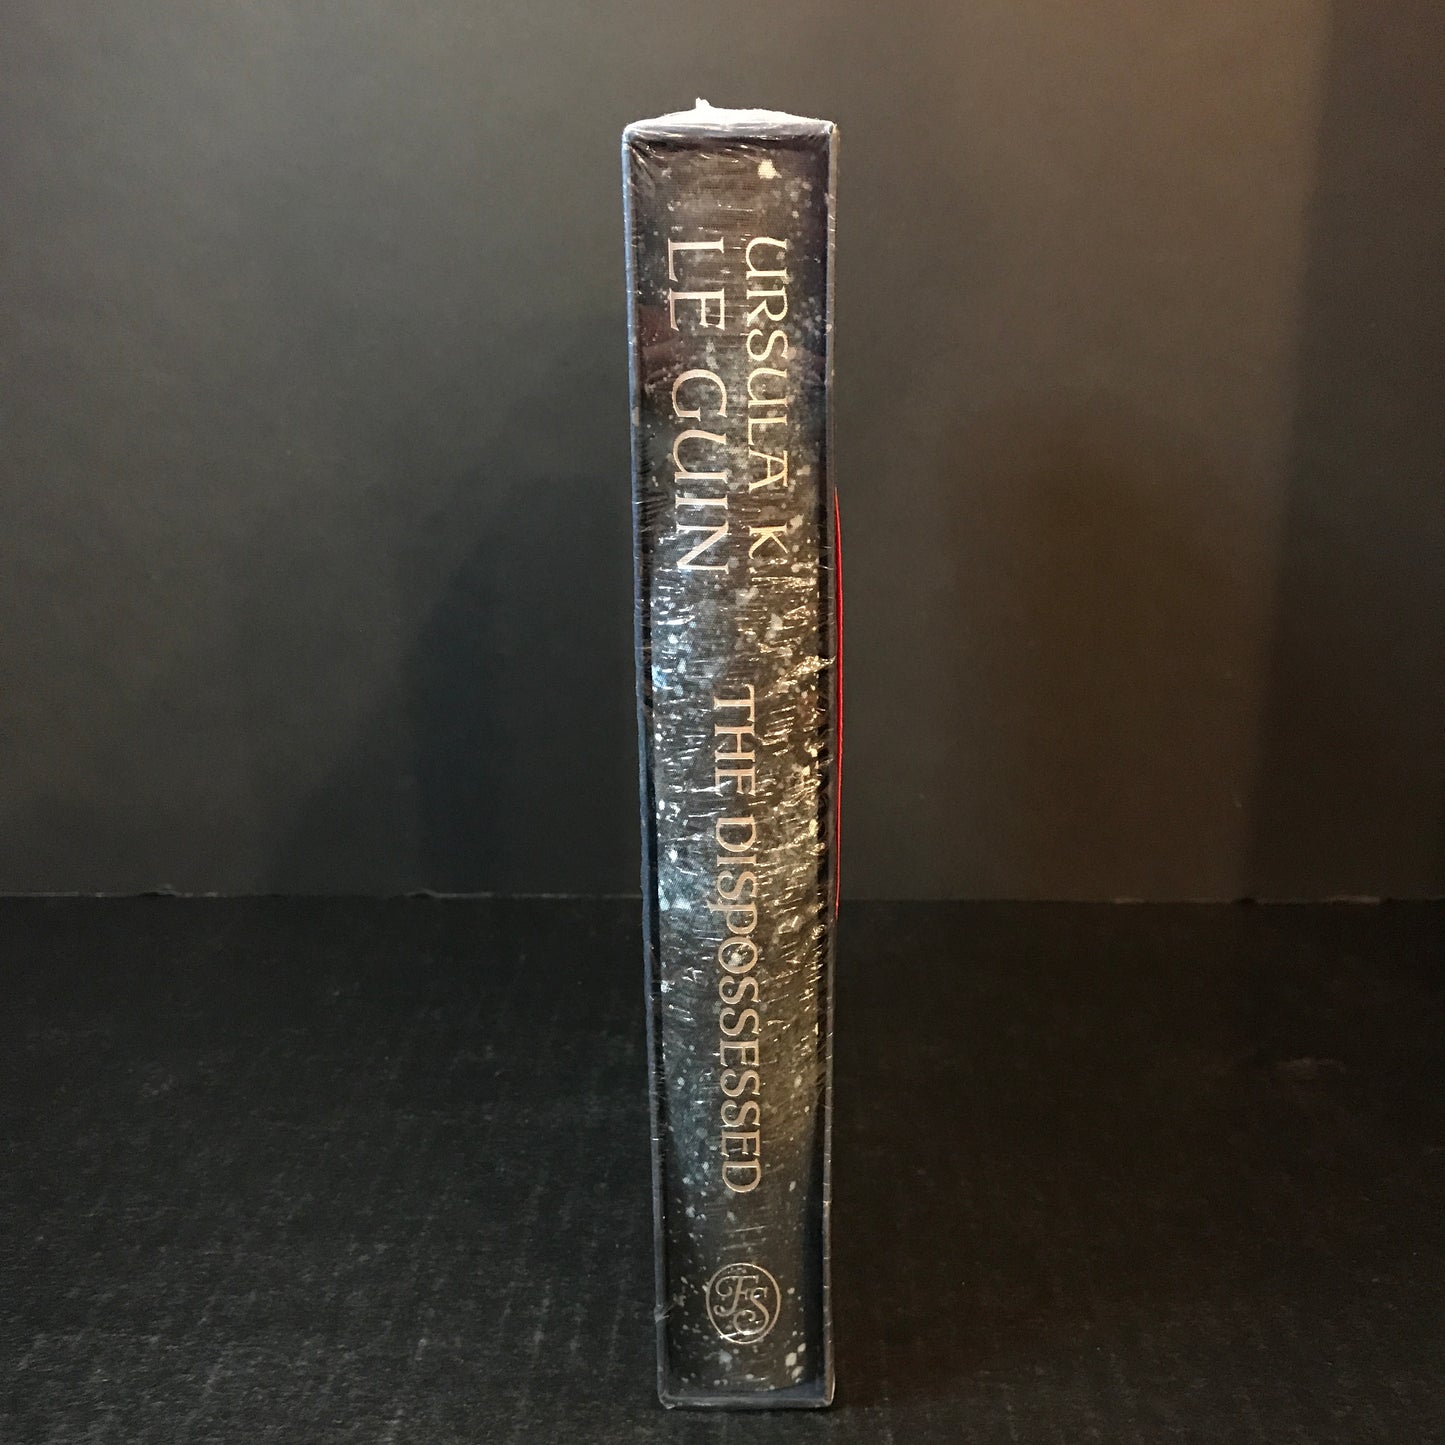 URSULA K.
LE GUIN
THE DISPOSSESSED
FS